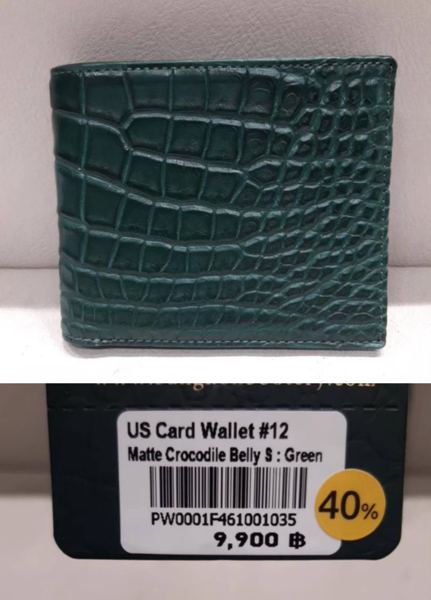 US Card Wallet #12
Matte Crocodile Belly S : Green
PW0001F461001035
9,900 ฿
40%